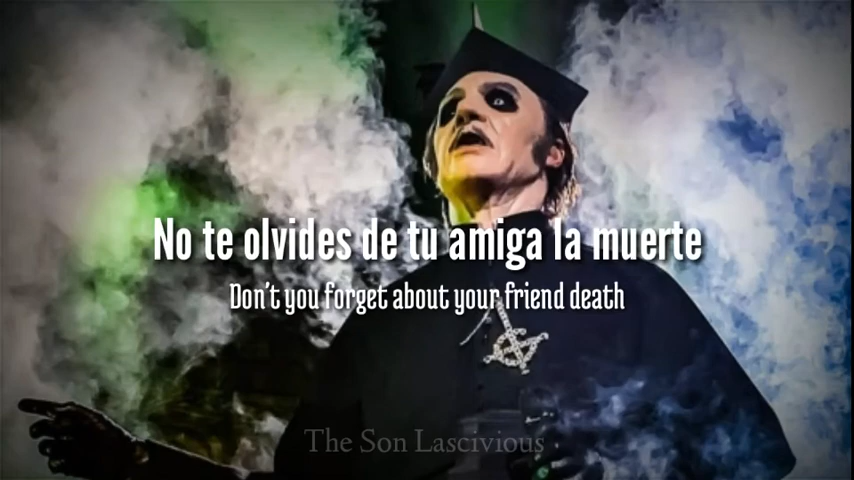 No te olvides de tu amiga la muerte
Don't you forget about your friend death
The Son Lascivious